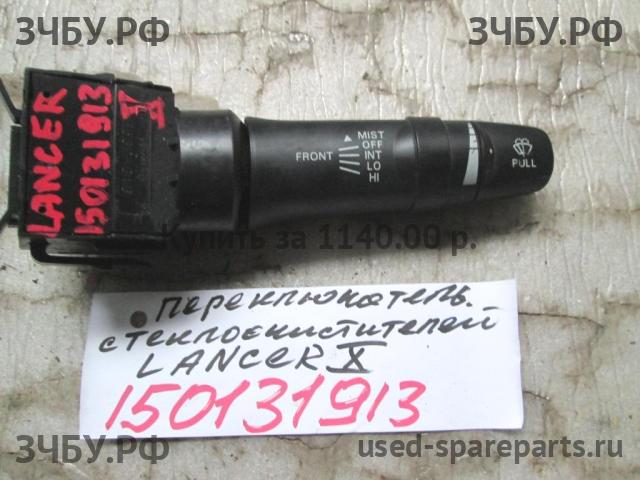 ЗЧБУ.РФ
ЗЧБУ.РФ
LANCER X
150131913
FRONT
MIST
OFF
INT
LO
HI
PULL
Купить за 1140.00 р.
переключатель
стеклоочистителей
LANCER X
150131913
ЗЧБУ.РФ
used-spareparts.ru